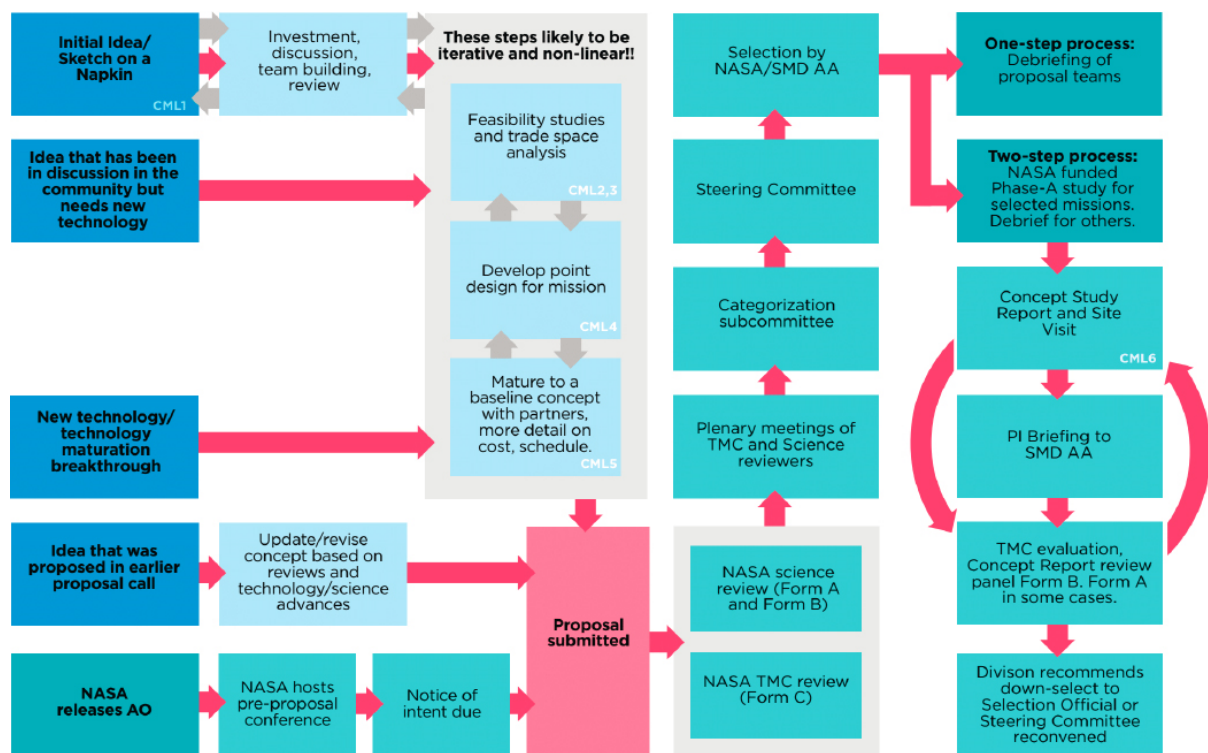 Initial Idea/
Sketch on a
Napkin
CML1
Investment,
discussion,
team building,
review
These steps likely to be
iterative and non-linear!!
Feasibility studies
and trade space
analysis
CML2,3
Develop point
design for mission
CML4
Mature to a
baseline concept
with partners,
more detail on
cost, schedule.
CML5
Idea that has been
in discussion in the
community but
needs new
technology
New technology/
technology
maturation
breakthrough
Idea that was
proposed in earlier
proposal call
Update/revise
concept based on
reviews and
technology/science
advances
NASA
releases AO
NASA hosts
pre-proposal
conference
Notice of
intent due
Proposal
submitted
NASA science
review (Form A
and Form B)
NASA TMC review
(Form C)
Plenary meetings of
TMC and Science
reviewers
Categorization
subcommittee
Steering Committee
Selection by
NASA/SMD AA
One-step process:
Debriefing of
proposal teams
Two-step process:
NASA funded
Phase-A study for
selected missions.
Debrief for others.
Concept Study
Report and Site
Visit
CML6
PI Briefing to
SMD AA
TMC evaluation,
Concept Report review
panel Form B. Form A
in some cases.
Divison recommends
down-select to
Selection Official or
Steering Committee
reconvened